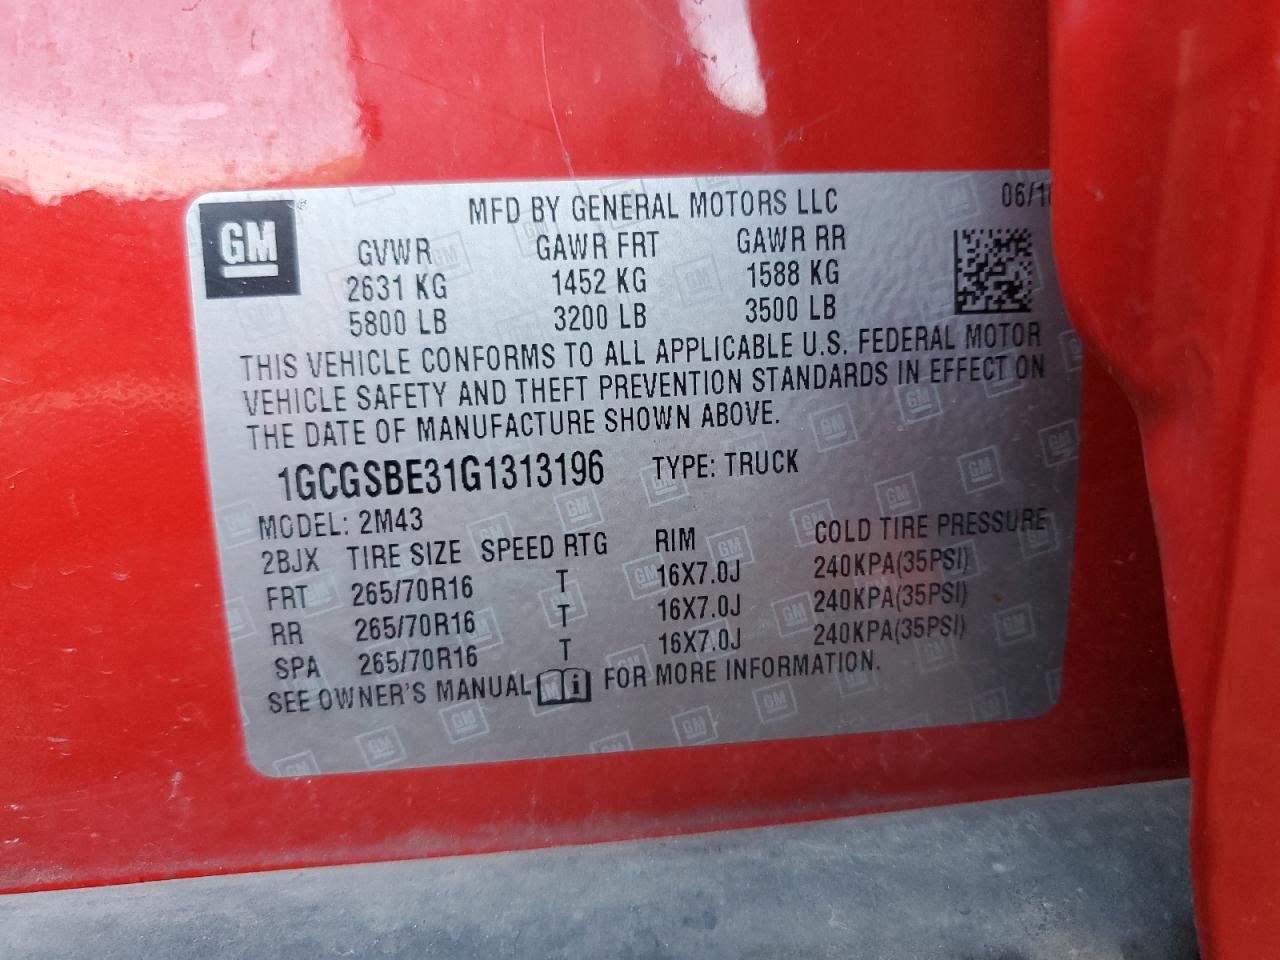 GM
MFD BY GENERAL MOTORS LLC
GVWR GAWR FRT GAWR RR
2631 KG 1452 KG 1588 KG
5800 LB 3200 LB 3500 LB
THIS VEHICLE CONFORMS TO ALL APPLICABLE U.S. FEDERAL MOTOR
VEHICLE SAFETY AND THEFT PREVENTION STANDARDS IN EFFECT ON
THE DATE OF MANUFACTURE SHOWN ABOVE.
1GCGSBE31G1313196 TYPE: TRUCK
MODEL: 2M43
2BJX TIRE SIZE SPEED RTG RIM COLD TIRE PRESSURE
FRT 265/70R16 T 16X7.0J 240KPA(35PSI)
RR 265/70R16 T 16X7.0J 240KPA(35PSI)
SPA 265/70R16 T 16X7.0J 240KPA(35PSI)
SEE OWNER'S MANUAL i FOR MORE INFORMATION.